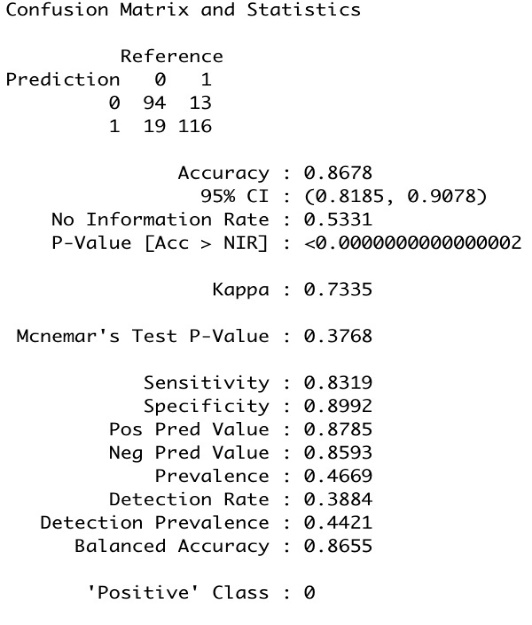 Confusion Matrix and Statistics
Reference
Prediction 0 1
0 94 13
1 19 116
Accuracy : 0.8678
95% CI : (0.8185, 0.9078)
No Information Rate : 0.5331
P-Value [Acc > NIR] : <0.0000000000000002
Kappa : 0.7335
Mcnemar's Test P-Value : 0.3768
Sensitivity : 0.8319
Specificity : 0.8992
Pos Pred Value : 0.8785
Neg Pred Value : 0.8593
Prevalence : 0.4669
Detection Rate : 0.3884
Detection Prevalence : 0.4421
Balanced Accuracy : 0.8655
'Positive' Class : 0